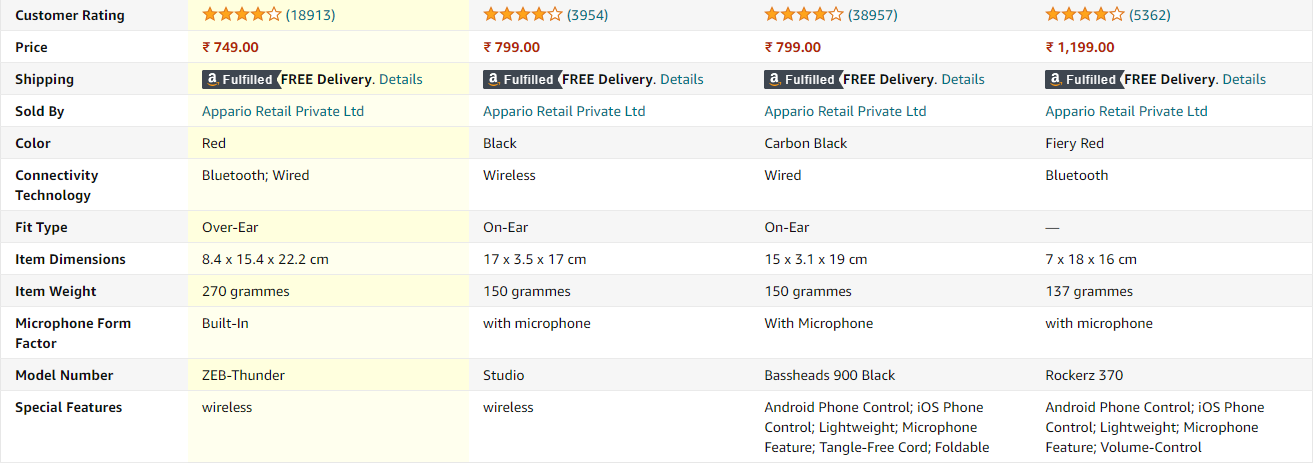 Customer Rating (18913) (3954) (38957) (5362)
Price ₹ 749.00 ₹ 799.00 ₹ 799.00 ₹ 1,199.00
Shipping a Fulfilled FREE Delivery. Details a Fulfilled FREE Delivery. Details a Fulfilled FREE Delivery. Details a Fulfilled FREE Delivery. Details
Sold By Appario Retail Private Ltd Appario Retail Private Ltd Appario Retail Private Ltd Appario Retail Private Ltd
Color Red Black Carbon Black Fiery Red
Connectivity Bluetooth; Wired Wireless Wired Bluetooth
Technology
Fit Type Over-Ear On-Ear On-Ear —
Item Dimensions 8.4 x 15.4 x 22.2 cm 17 x 3.5 x 17 cm 15 x 3.1 x 19 cm 7 x 18 x 16 cm
Item Weight 270 grammes 150 grammes 150 grammes 137 grammes
Microphone Form Built-In with microphone With Microphone with microphone
Factor
Model Number ZEB-Thunder Studio Bassheads 900 Black Rockerz 370
Special Features wireless wireless Android Phone Control; iOS Phone Android Phone Control; iOS Phone
Control; Lightweight; Microphone Control; Lightweight; Microphone
Feature; Tangle-Free Cord; Foldable Feature; Volume-Control